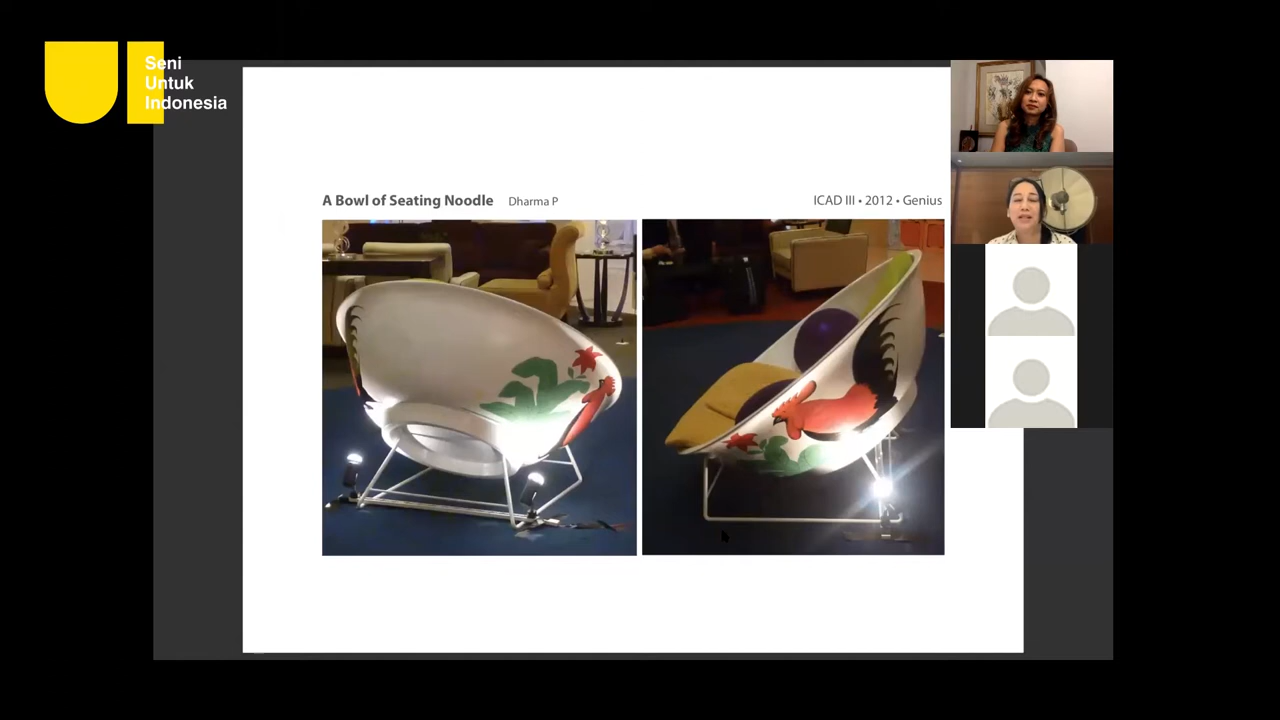 Seni
Untuk
Indonesia
A Bowl of Seating Noodle Dharma P
ICAD III • 2012 • Genius